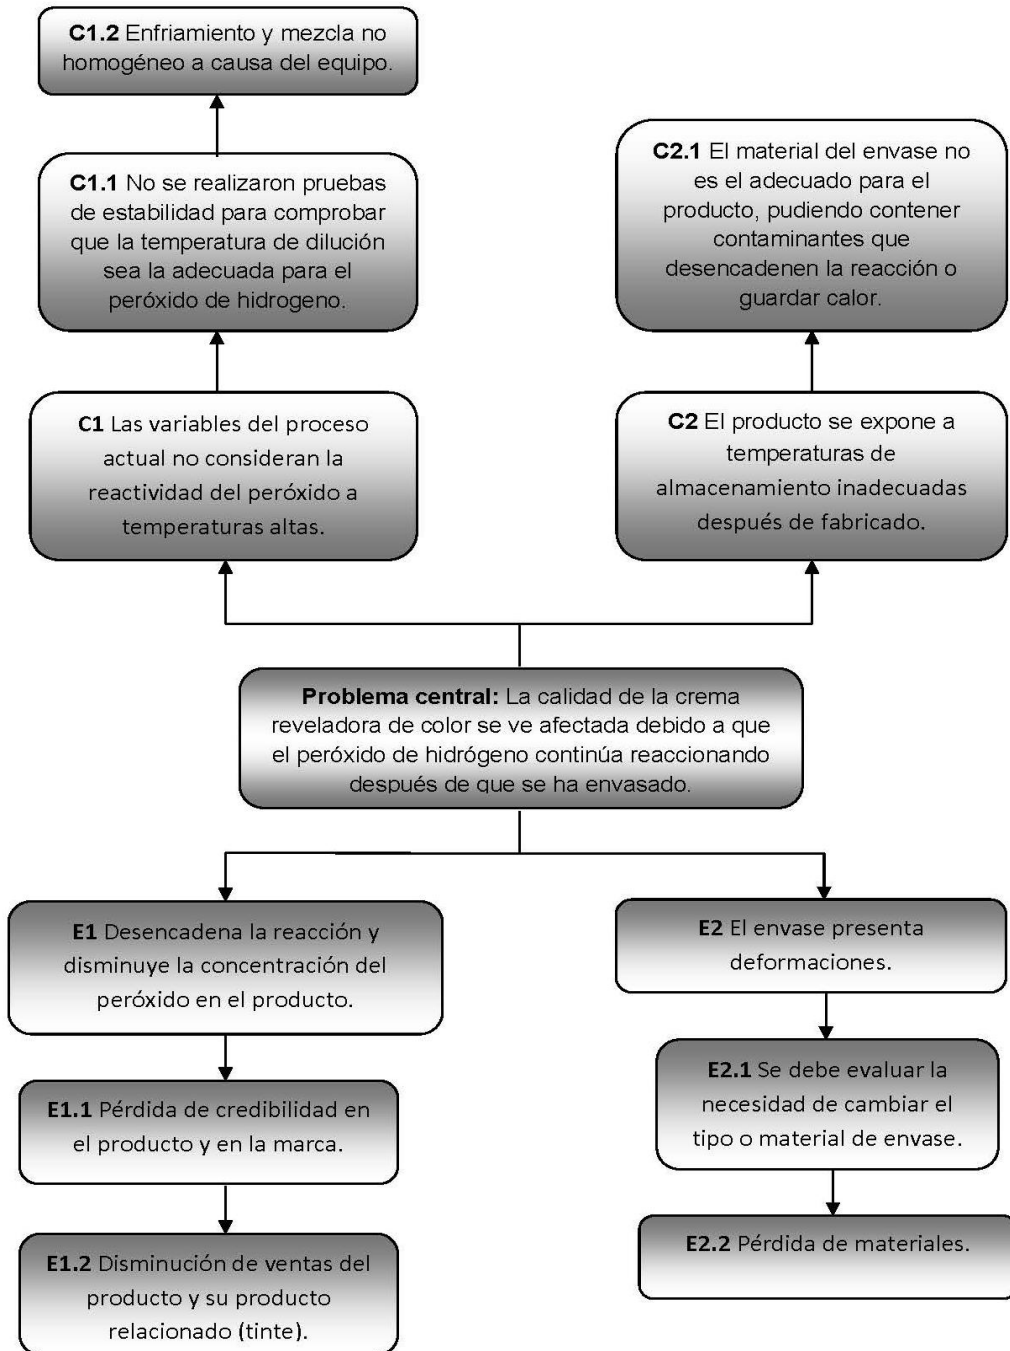 C1.2 Enfriamiento y mezcla no
homogéneo a causa del equipo.
C1.1 No se realizaron pruebas
de estabilidad para comprobar
que la temperatura de dilución
sea la adecuada para el
peróxido de hidrogeno.
C2.1 El material del envase no
es el adecuado para el
producto, pudiendo contener
contaminantes que
desencadenen la reacción o
guardar calor.
C1 Las variables del proceso
actual no consideran la
reactividad del peróxido a
temperaturas altas.
C2 El producto se expone a
temperaturas de
almacenamiento inadecuadas
después de fabricado.
Problema central: La calidad de la crema
reveladora de color se ve afectada debido a que
el peróxido de hidrógeno continúa reaccionando
después de que se ha envasado.
E1 Desencadena la reacción y
disminuye la concentración del
peróxido en el producto.
E2 El envase presenta
deformaciones.
E1.1 Pérdida de credibilidad en
el producto y en la marca.
E2.1 Se debe evaluar la
necesidad de cambiar el
tipo o material de envase.
E1.2 Disminución de ventas del
producto y su producto
relacionado (tinte).
E2.2 Pérdida de materiales.